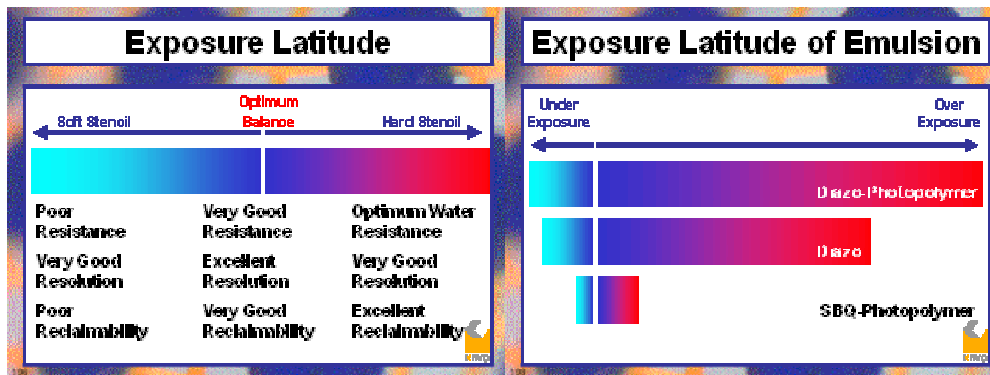 Exposure Latitude
Optimum
Soft Stencil Balance Hard Stencil
Poor Very Good Optimum Water
Resistance Resistance Resistance
Very Good Excellent Very Good
Resolution Resolution Resolution
Poor Very Good Excellent
Reclaimability Reclaimability Reclaimability
Exposure Latitude of Emulsion
Under Over
Exposure Exposure
Diazo-Photopolymer
Diazo
SBQ-Photopolymer